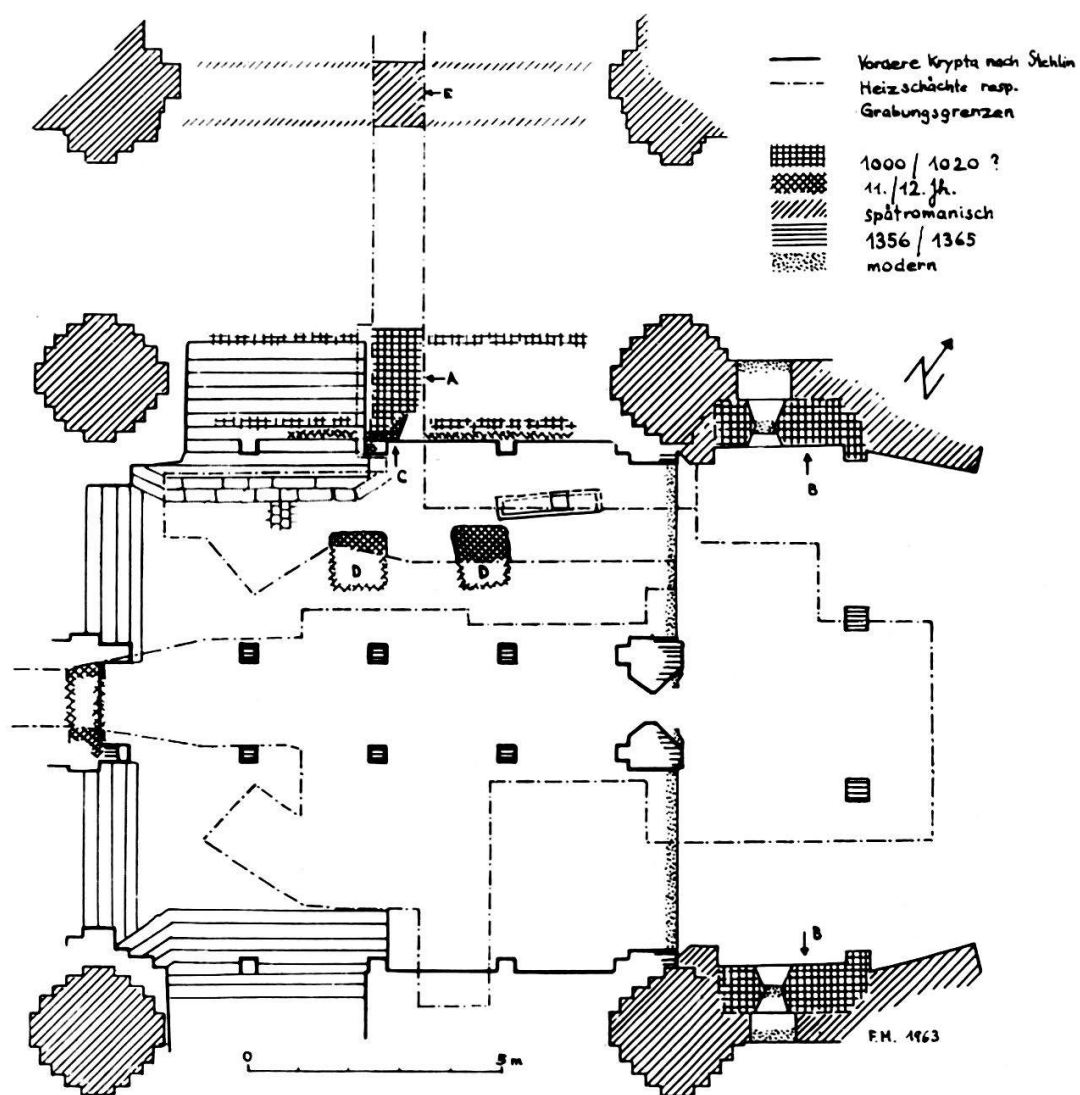 Vordere Krypta nach Stehlin
Heizschächte resp.
Grabungsgrenzen
1000 / 1020 ?
11. / 12. Jh.
spätromanisch
1356 / 1365
modern
E
A
C
B
D
D
B
F.M. 1963
0
5 m